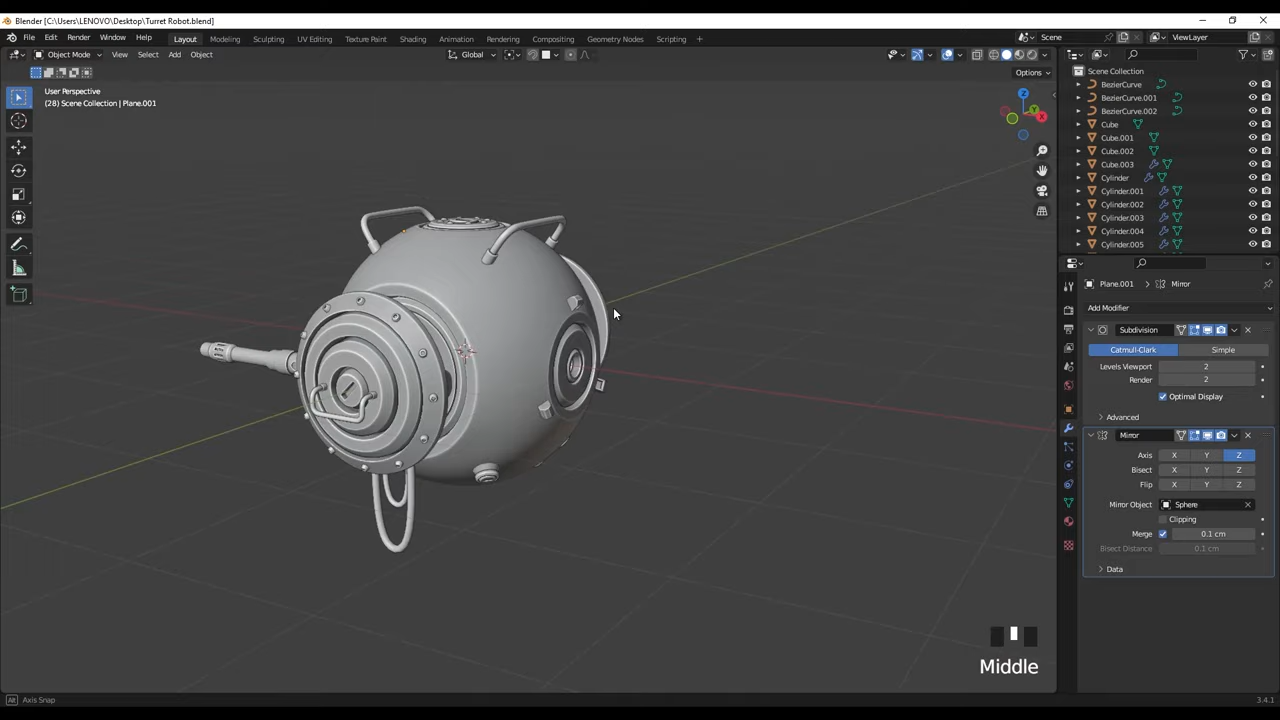 Blender [C:\Users\LENOVO\Desktop\Turret Robot.blend]
File Edit Render Window Help Layout Modeling Sculpting UV Editing Texture Paint Shading Animation Rendering Compositing Geometry Nodes Scripting Scene ViewLayer
Object Mode View Select Add Object Global
Options
User Perspective
(28) Scene Collection | Plane.001
Z
Y
X
Scene Collection
BezierCurve
BezierCurve.001
BezierCurve.002
Cube
Cube.001
Cube.002
Cube.003
Cylinder
Cylinder.001
Cylinder.002
Cylinder.003
Cylinder.004
Cylinder.005
Plane.001 Mirror
Add Modifier
Subdivision
Catmull-Clark Simple
Levels Viewport 2
Render 2
Optimal Display
Advanced
Mirror
Axis X Y Z
Bisect X Y Z
Flip X Y Z
Mirror Object Sphere
Clipping
Merge 0.1 cm
Bisect Distance 0.1 cm
Data
Middle
Alt Axis Snap
3.4.1